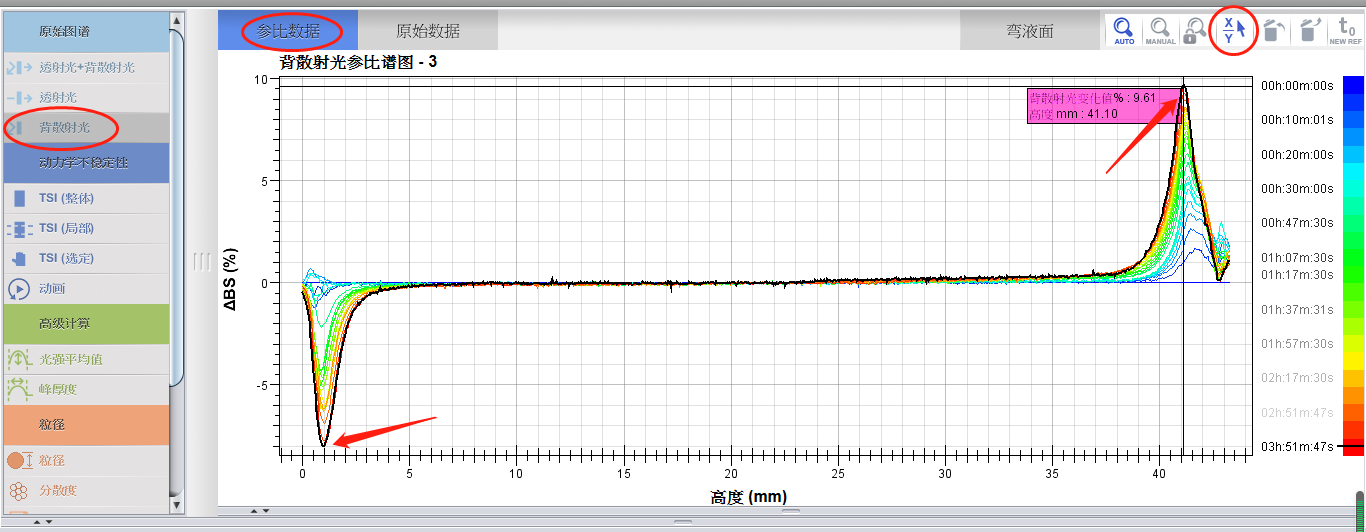 原始图谱
透射光+背散射光
透射光
背散射光
动力学不稳定性
TSI (整体)
TSI (局部)
TSI (选定)
动画
高级计算
光强平均值
峰厚度
粒径
粒径
分散度
参比数据
原始数据
弯液面
AUTO
MANUAL
X
Y
t0
NEW REF
背散射光参比谱图 - 3
背散射光变化值% : 9.61
高度 mm : 41.10
ΔBS (%)
10
5
0
-5
0
5
10
15
20
25
30
35
40
高度 (mm)
00h:00m:00s
00h:10m:01s
00h:20m:00s
00h:30m:00s
00h:47m:30s
01h:07m:30s
01h:17m:30s
01h:37m:31s
01h:57m:30s
02h:17m:30s
02h:51m:47s
03h:51m:47s